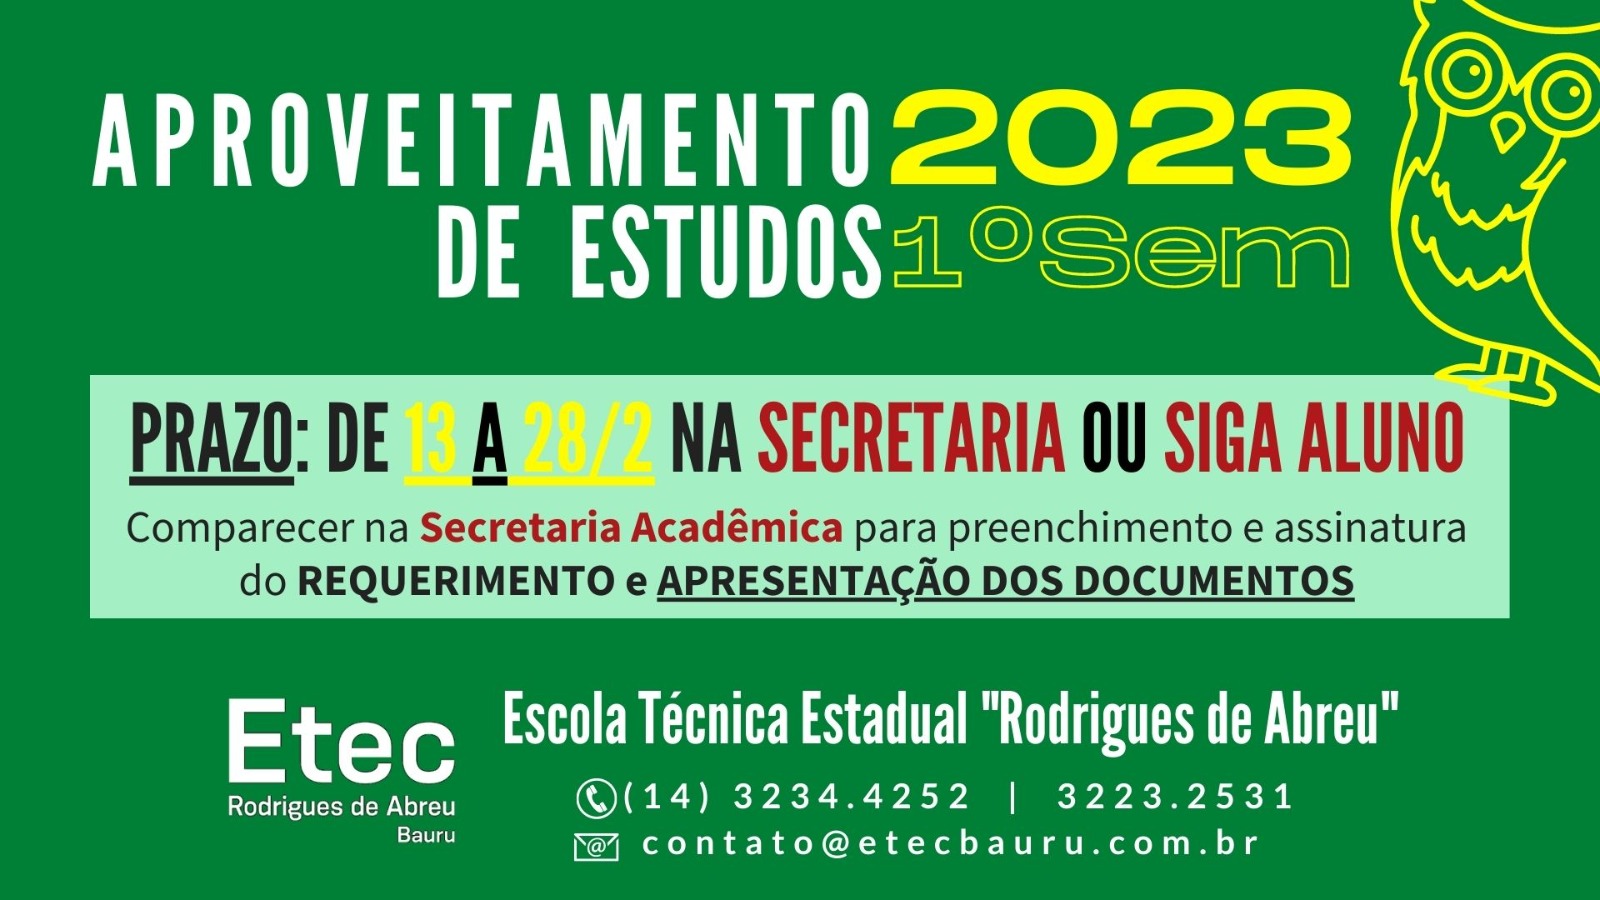 APROVEITAMENTO 2023
DE ESTUDOS 1ºSem
PRAZO: DE 13 A 28/2 NA SECRETARIA OU SIGA ALUNO
Comparecer na Secretaria Acadêmica para preenchimento e assinatura
do REQUERIMENTO e APRESENTAÇÃO DOS DOCUMENTOS
Etec
Rodrigues de Abreu
Bauru
Escola Técnica Estadual "Rodrigues de Abreu"
(14) 3234.4252 | 3223.2531
contato@etecbauru.com.br